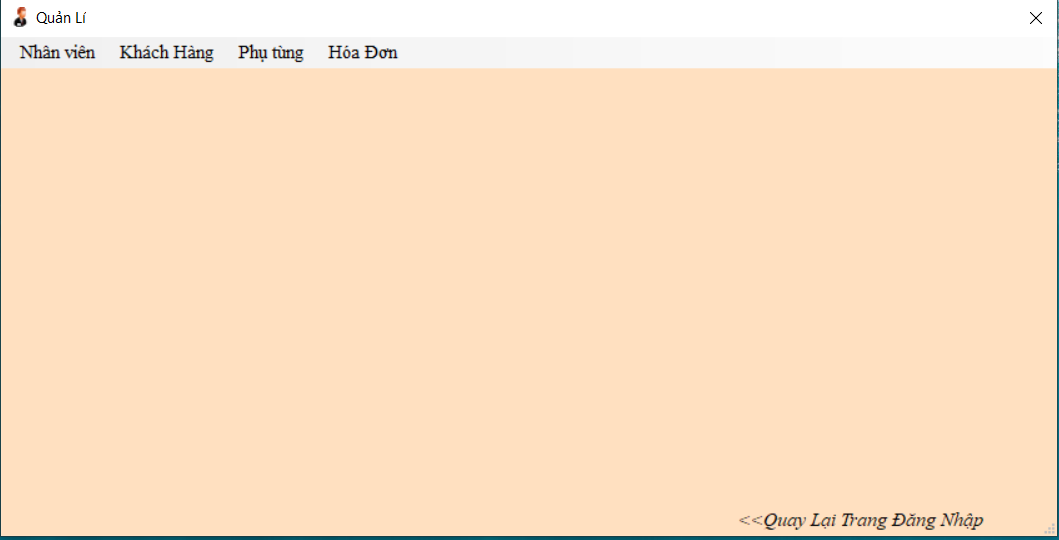 Quản Lí
Nhân viên Khách Hàng Phụ tùng Hóa Đơn
<<Quay Lại Trang Đăng Nhập